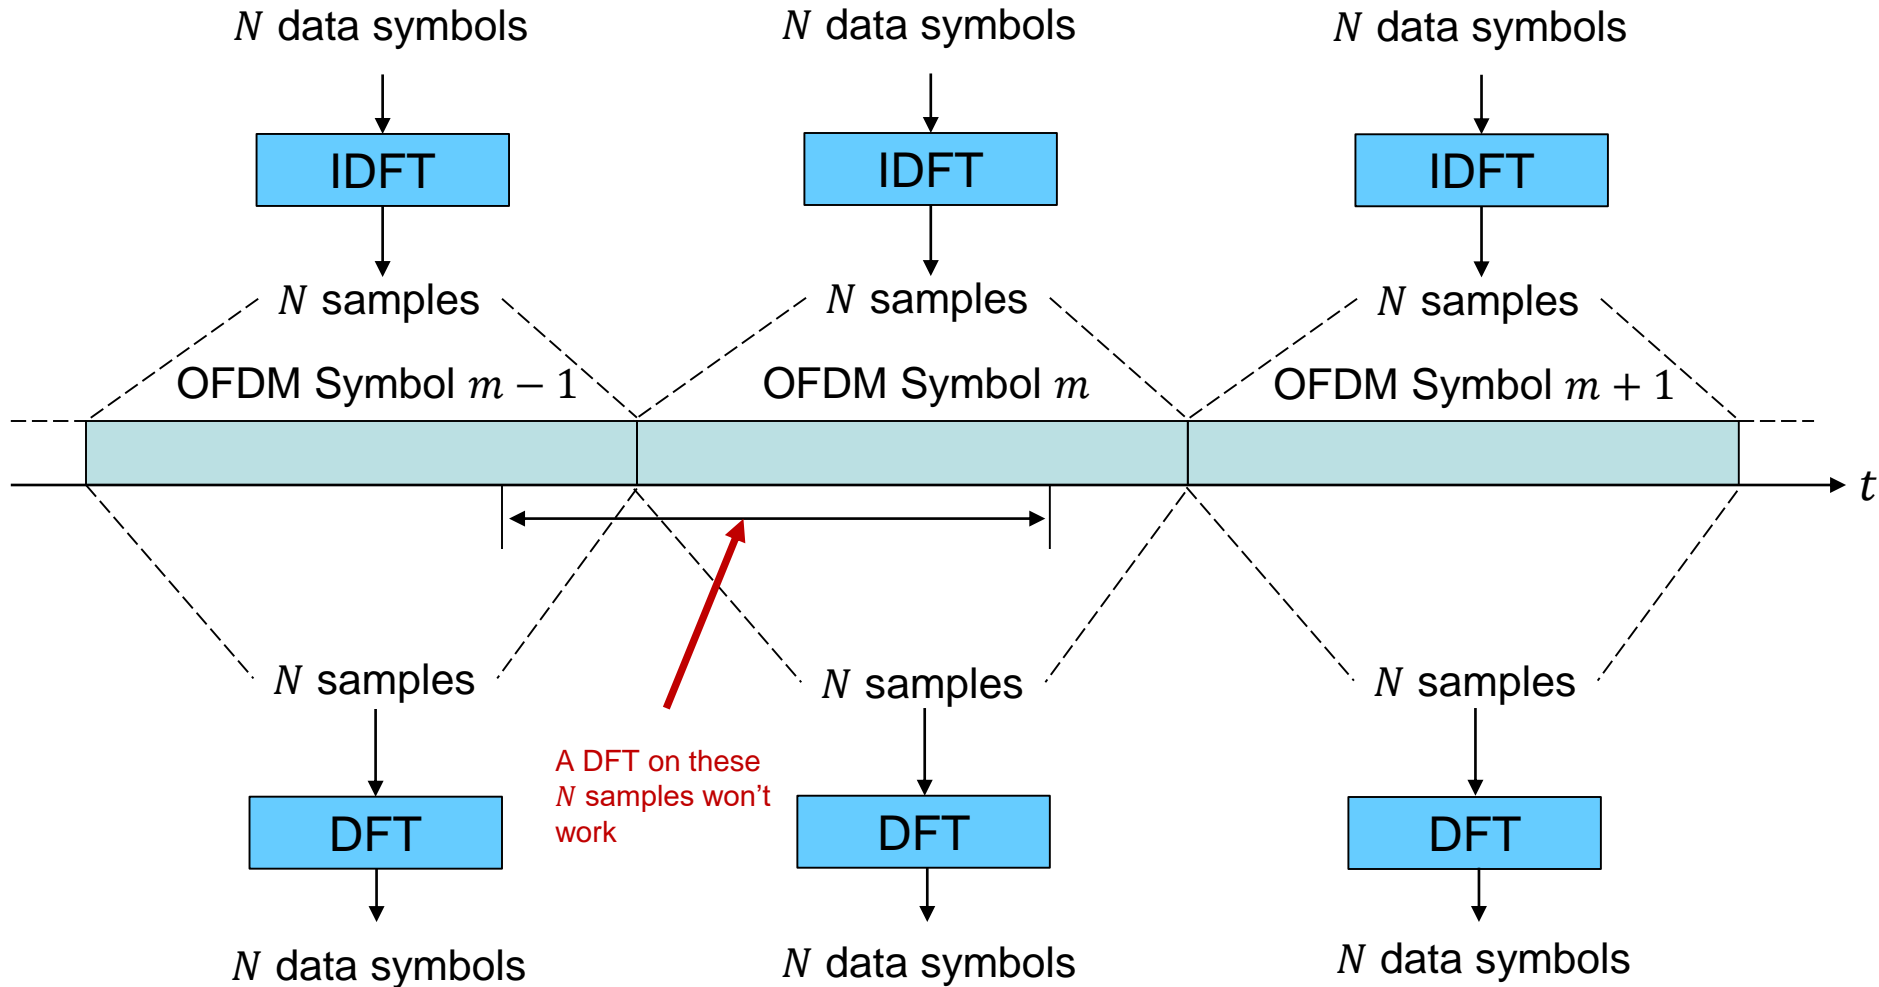 N data symbols
N data symbols
N data symbols
IDFT
IDFT
IDFT
N samples
N samples
N samples
OFDM Symbol m − 1
OFDM Symbol m
OFDM Symbol m + 1
t
N samples
N samples
N samples
A DFT on these
N samples won't
work
DFT
DFT
DFT
N data symbols
N data symbols
N data symbols